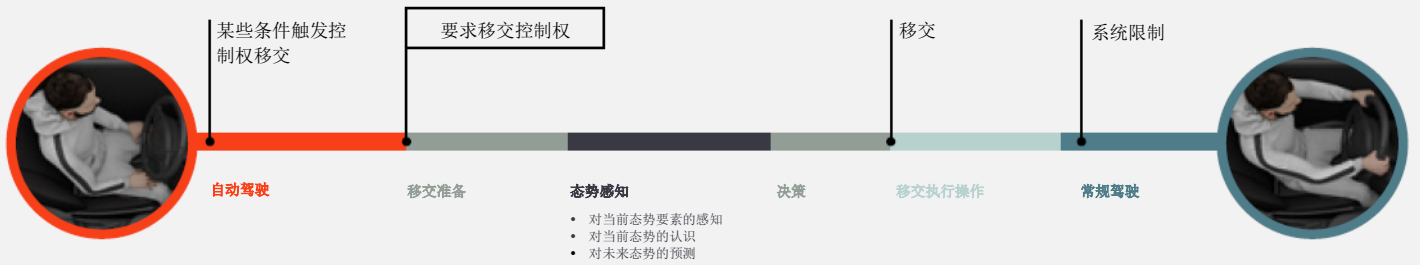 某些条件触发控
制权移交
要求移交控制权
移交
系统限制
自动驾驶
移交准备
态势感知
决策
移交执行操作
常规驾驶
• 对当前态势要素的感知
• 对当前态势的认识
• 对未来态势的预测